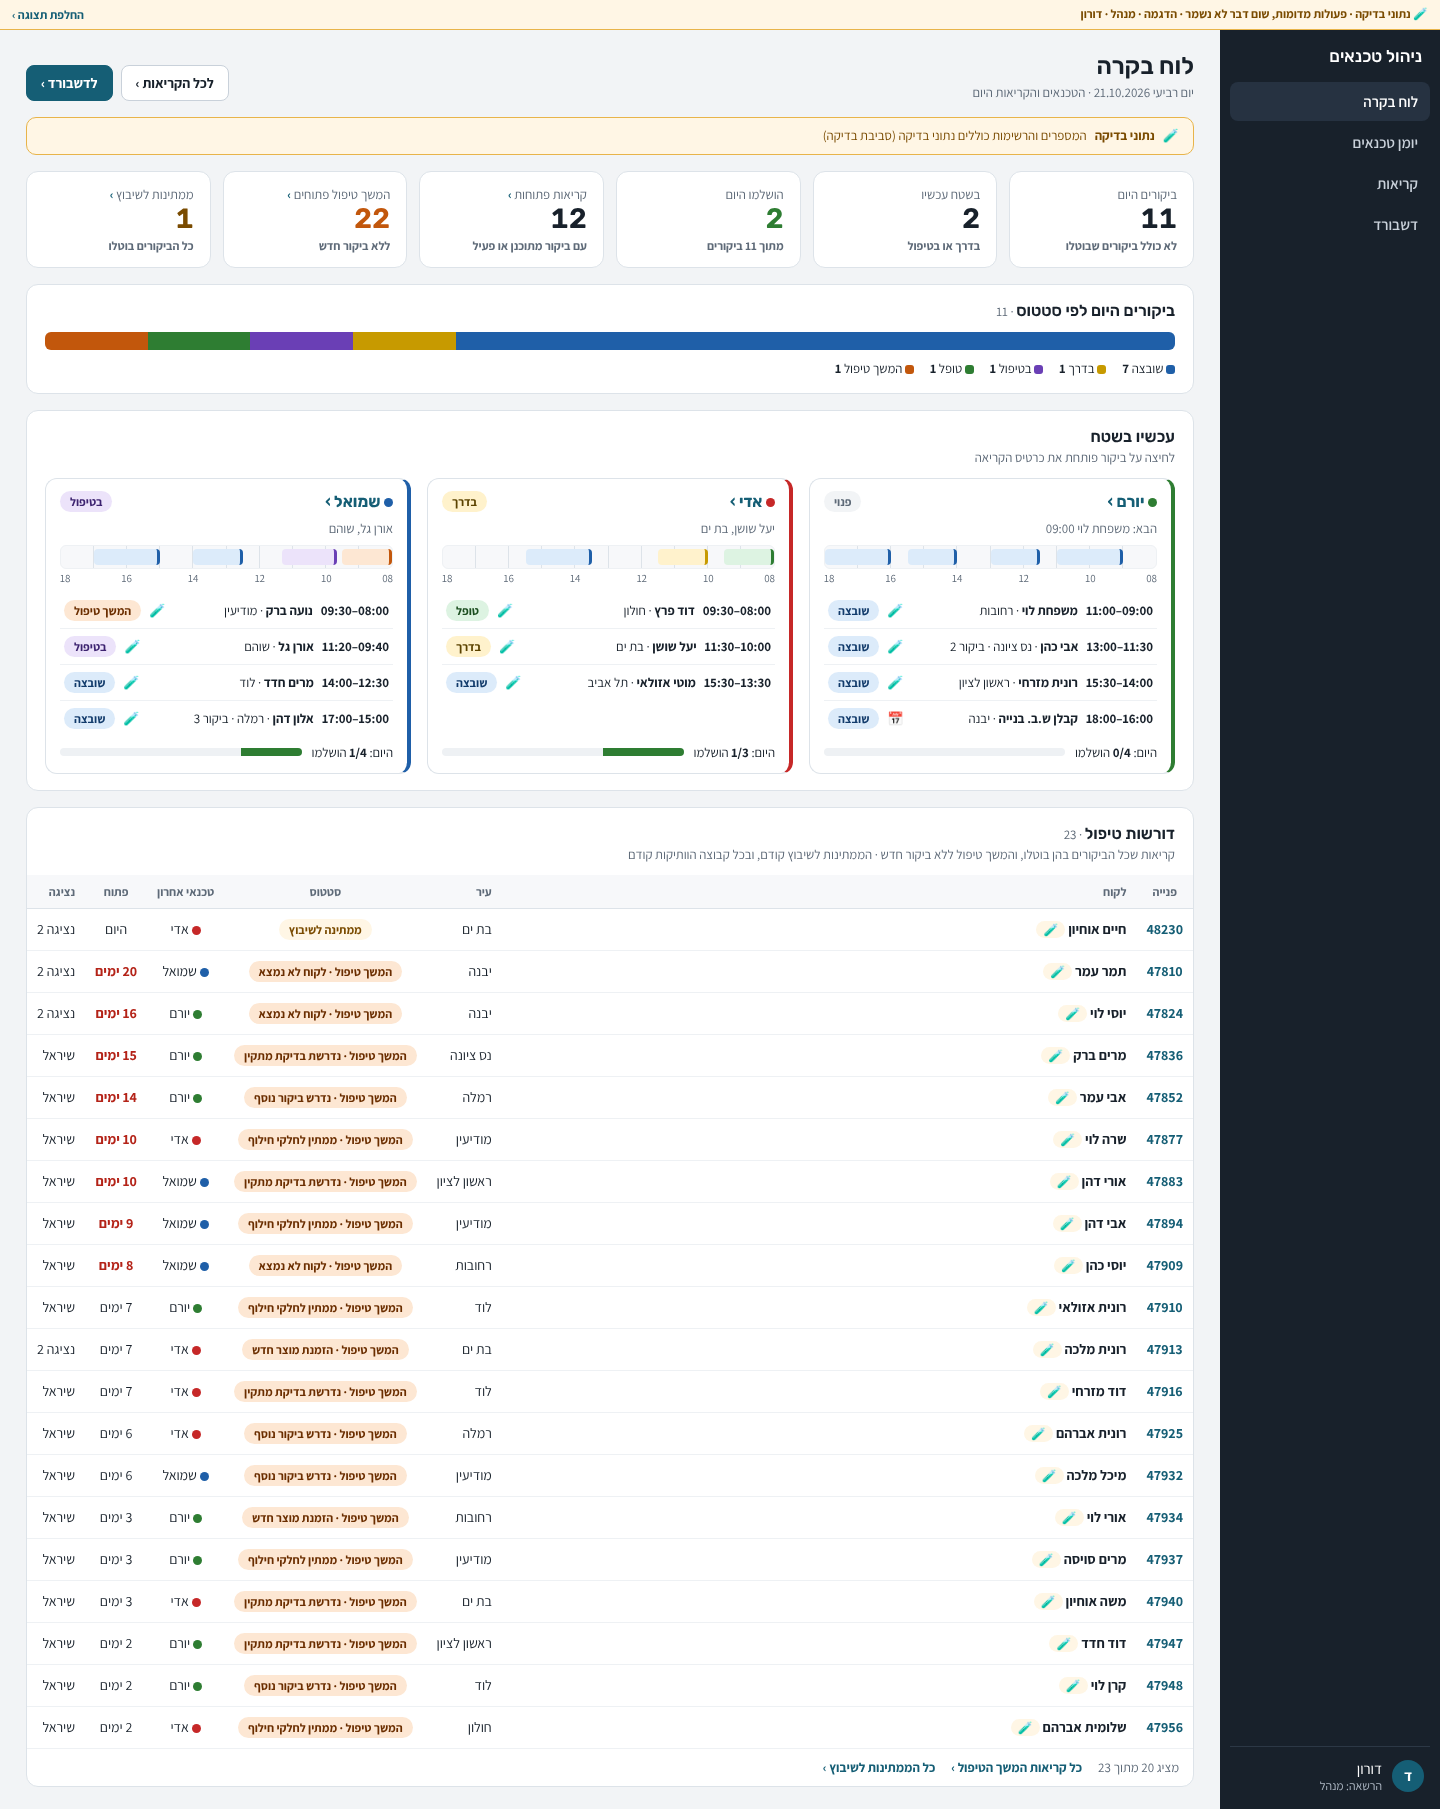 🧪 נתוני בדיקה · פעולות מדומות, שום דבר לא נשמר · הדגמה · מנהל · דורון
החלפת תצוגה ›
ניהול טכנאים
לוח בקרה
יומן טכנאים
קריאות
דשבורד
לוח בקרה
יום רביעי 21.10.2026 · הטכנאים והקריאות היום
לכל הקריאות ›
לדשבורד ›
🧪 נתוני בדיקה המספרים והרשימות כוללים נתוני בדיקה (סביבת בדיקה)
ביקורים היום
11
לא כולל ביקורים שבוטלו
בשטח עכשיו
2
בדרך או בטיפול
הושלמו היום
2
מתוך 11 ביקורים
קריאות פתוחות ›
12
עם ביקור מתוכנן או פעיל
המשך טיפול פתוחים ›
22
ללא ביקור חדש
ממתינות לשיבוץ ›
1
כל הביקורים בוטלו
ביקורים היום לפי סטטוס · 11
שובצה 7 בדרך 1 בטיפול 1 טופל 1 המשך טיפול 1
עכשיו בשטח
לחיצה על ביקור פותחת את כרטיס הקריאה
יורם › פנוי
הבא: משפחת לוי 09:00
08 10 12 14 16 18
09:00–11:00 משפחת לוי · רחובות 🧪 שובצה
11:30–13:00 אבי כהן · נס ציונה · ביקור 2 🧪 שובצה
14:00–15:30 רונית מזרחי · ראשון לציון 🧪 שובצה
16:00–18:00 קבלן ש.ב. בנייה · יבנה 📅 שובצה
היום: 0/4 הושלמו
אדי › בדרך
יעל שושן, בת ים
08 10 12 14 16 18
08:00–09:30 דוד פרץ · חולון 🧪 טופל
10:00–11:30 יעל שושן · בת ים 🧪 בדרך
13:30–15:30 מוטי אזולאי · תל אביב 🧪 שובצה
היום: 1/3 הושלמו
שמואל › בטיפול
אורן גל, שוהם
08 10 12 14 16 18
08:00–09:30 נועה ברק · מודיעין 🧪 המשך טיפול
09:40–11:20 אורן גל · שוהם 🧪 בטיפול
12:30–14:00 מרים חדד · לוד 🧪 שובצה
15:00–17:00 אלון דהן · רמלה · ביקור 3 🧪 שובצה
היום: 1/4 הושלמו
דורשות טיפול · 23
קריאות שכל הביקורים בהן בוטלו, והמשך טיפול ללא ביקור חדש · הממתינות לשיבוץ קודם, ובכל קבוצה הוותיקות קודם
פנייה לקוח עיר סטטוס טכנאי אחרון פתוח נציגה
48230 חיים אוחיון 🧪 בת ים ממתינה לשיבוץ אדי היום נציגה 2
47810 תמר עמר 🧪 יבנה המשך טיפול · לקוח לא נמצא שמואל 20 ימים נציגה 2
47824 יוסי לוי 🧪 יבנה המשך טיפול · לקוח לא נמצא יורם 16 ימים נציגה 2
47836 מרים ברק 🧪 נס ציונה המשך טיפול · נדרשת בדיקת מתקין יורם 15 ימים שיראל
47852 אבי עמר 🧪 רמלה המשך טיפול · נדרש ביקור נוסף יורם 14 ימים שיראל
47877 שרה לוי 🧪 מודיעין המשך טיפול · ממתין לחלקי חילוף אדי 10 ימים שיראל
47883 אורי דהן 🧪 ראשון לציון המשך טיפול · נדרשת בדיקת מתקין שמואל 10 ימים שיראל
47894 אבי דהן 🧪 מודיעין המשך טיפול · ממתין לחלקי חילוף שמואל 9 ימים שיראל
47909 יוסי כהן 🧪 רחובות המשך טיפול · לקוח לא נמצא שמואל 8 ימים שיראל
47910 רונית אזולאי 🧪 לוד המשך טיפול · ממתין לחלקי חילוף יורם 7 ימים שיראל
47913 רונית מלכה 🧪 בת ים המשך טיפול · הזמנת מוצר חדש אדי 7 ימים נציגה 2
47916 דוד מזרחי 🧪 לוד המשך טיפול · נדרשת בדיקת מתקין אדי 7 ימים שיראל
47925 רונית אברהם 🧪 רמלה המשך טיפול · נדרש ביקור נוסף אדי 6 ימים שיראל
47932 מיכל מלכה 🧪 מודיעין המשך טיפול · נדרש ביקור נוסף שמואל 6 ימים שיראל
47934 אורי לוי 🧪 רחובות המשך טיפול · הזמנת מוצר חדש יורם 3 ימים שיראל
47937 מרים סויסה 🧪 מודיעין המשך טיפול · ממתין לחלקי חילוף יורם 3 ימים שיראל
47940 משה אוחיון 🧪 בת ים המשך טיפול · נדרשת בדיקת מתקין אדי 3 ימים שיראל
47947 דוד חדד 🧪 ראשון לציון המשך טיפול · נדרשת בדיקת מתקין יורם 2 ימים שיראל
47948 קרן לוי 🧪 לוד המשך טיפול · נדרש ביקור נוסף יורם 2 ימים שיראל
47956 שלומית אברהם 🧪 חולון המשך טיפול · ממתין לחלקי חילוף אדי 2 ימים שיראל
מציג 20 מתוך 23 כל קריאות המשך הטיפול › כל הממתינות לשיבוץ ›
ד
דורון
הרשאה: מנהל